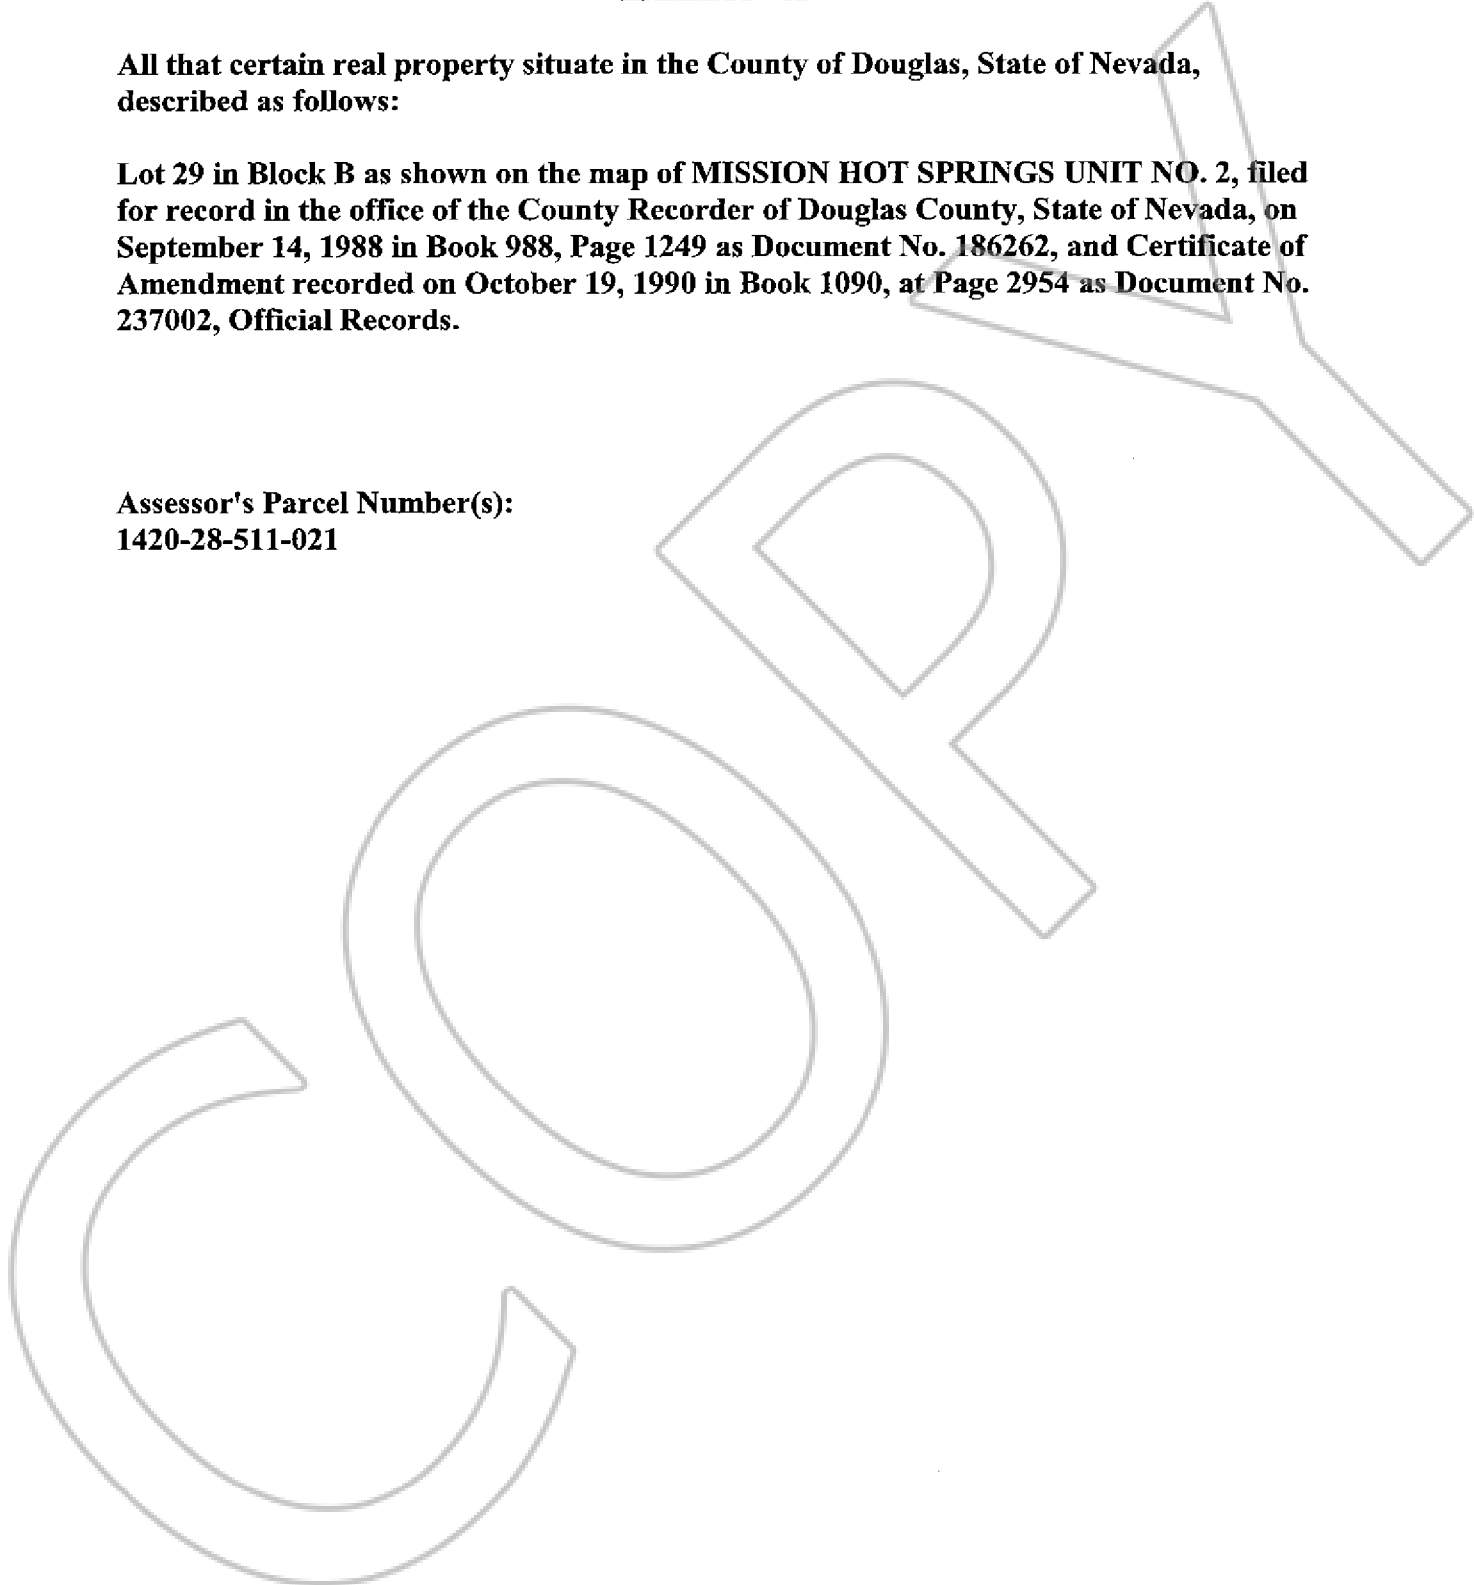 All that certain real property situate in the County of Douglas, State of Nevada,
described as follows:
Lot 29 in Block B as shown on the map of MISSION HOT SPRINGS UNIT NO. 2, filed
for record in the office of the County Recorder of Douglas County, State of Nevada, on
September 14, 1988 in Book 988, Page 1249 as Document No. 186262, and Certificate of
Amendment recorded on October 19, 1990 in Book 1090, at Page 2954 as Document No.
237002, Official Records.
Assessor's Parcel Number(s):
1420-28-511-021
COPY